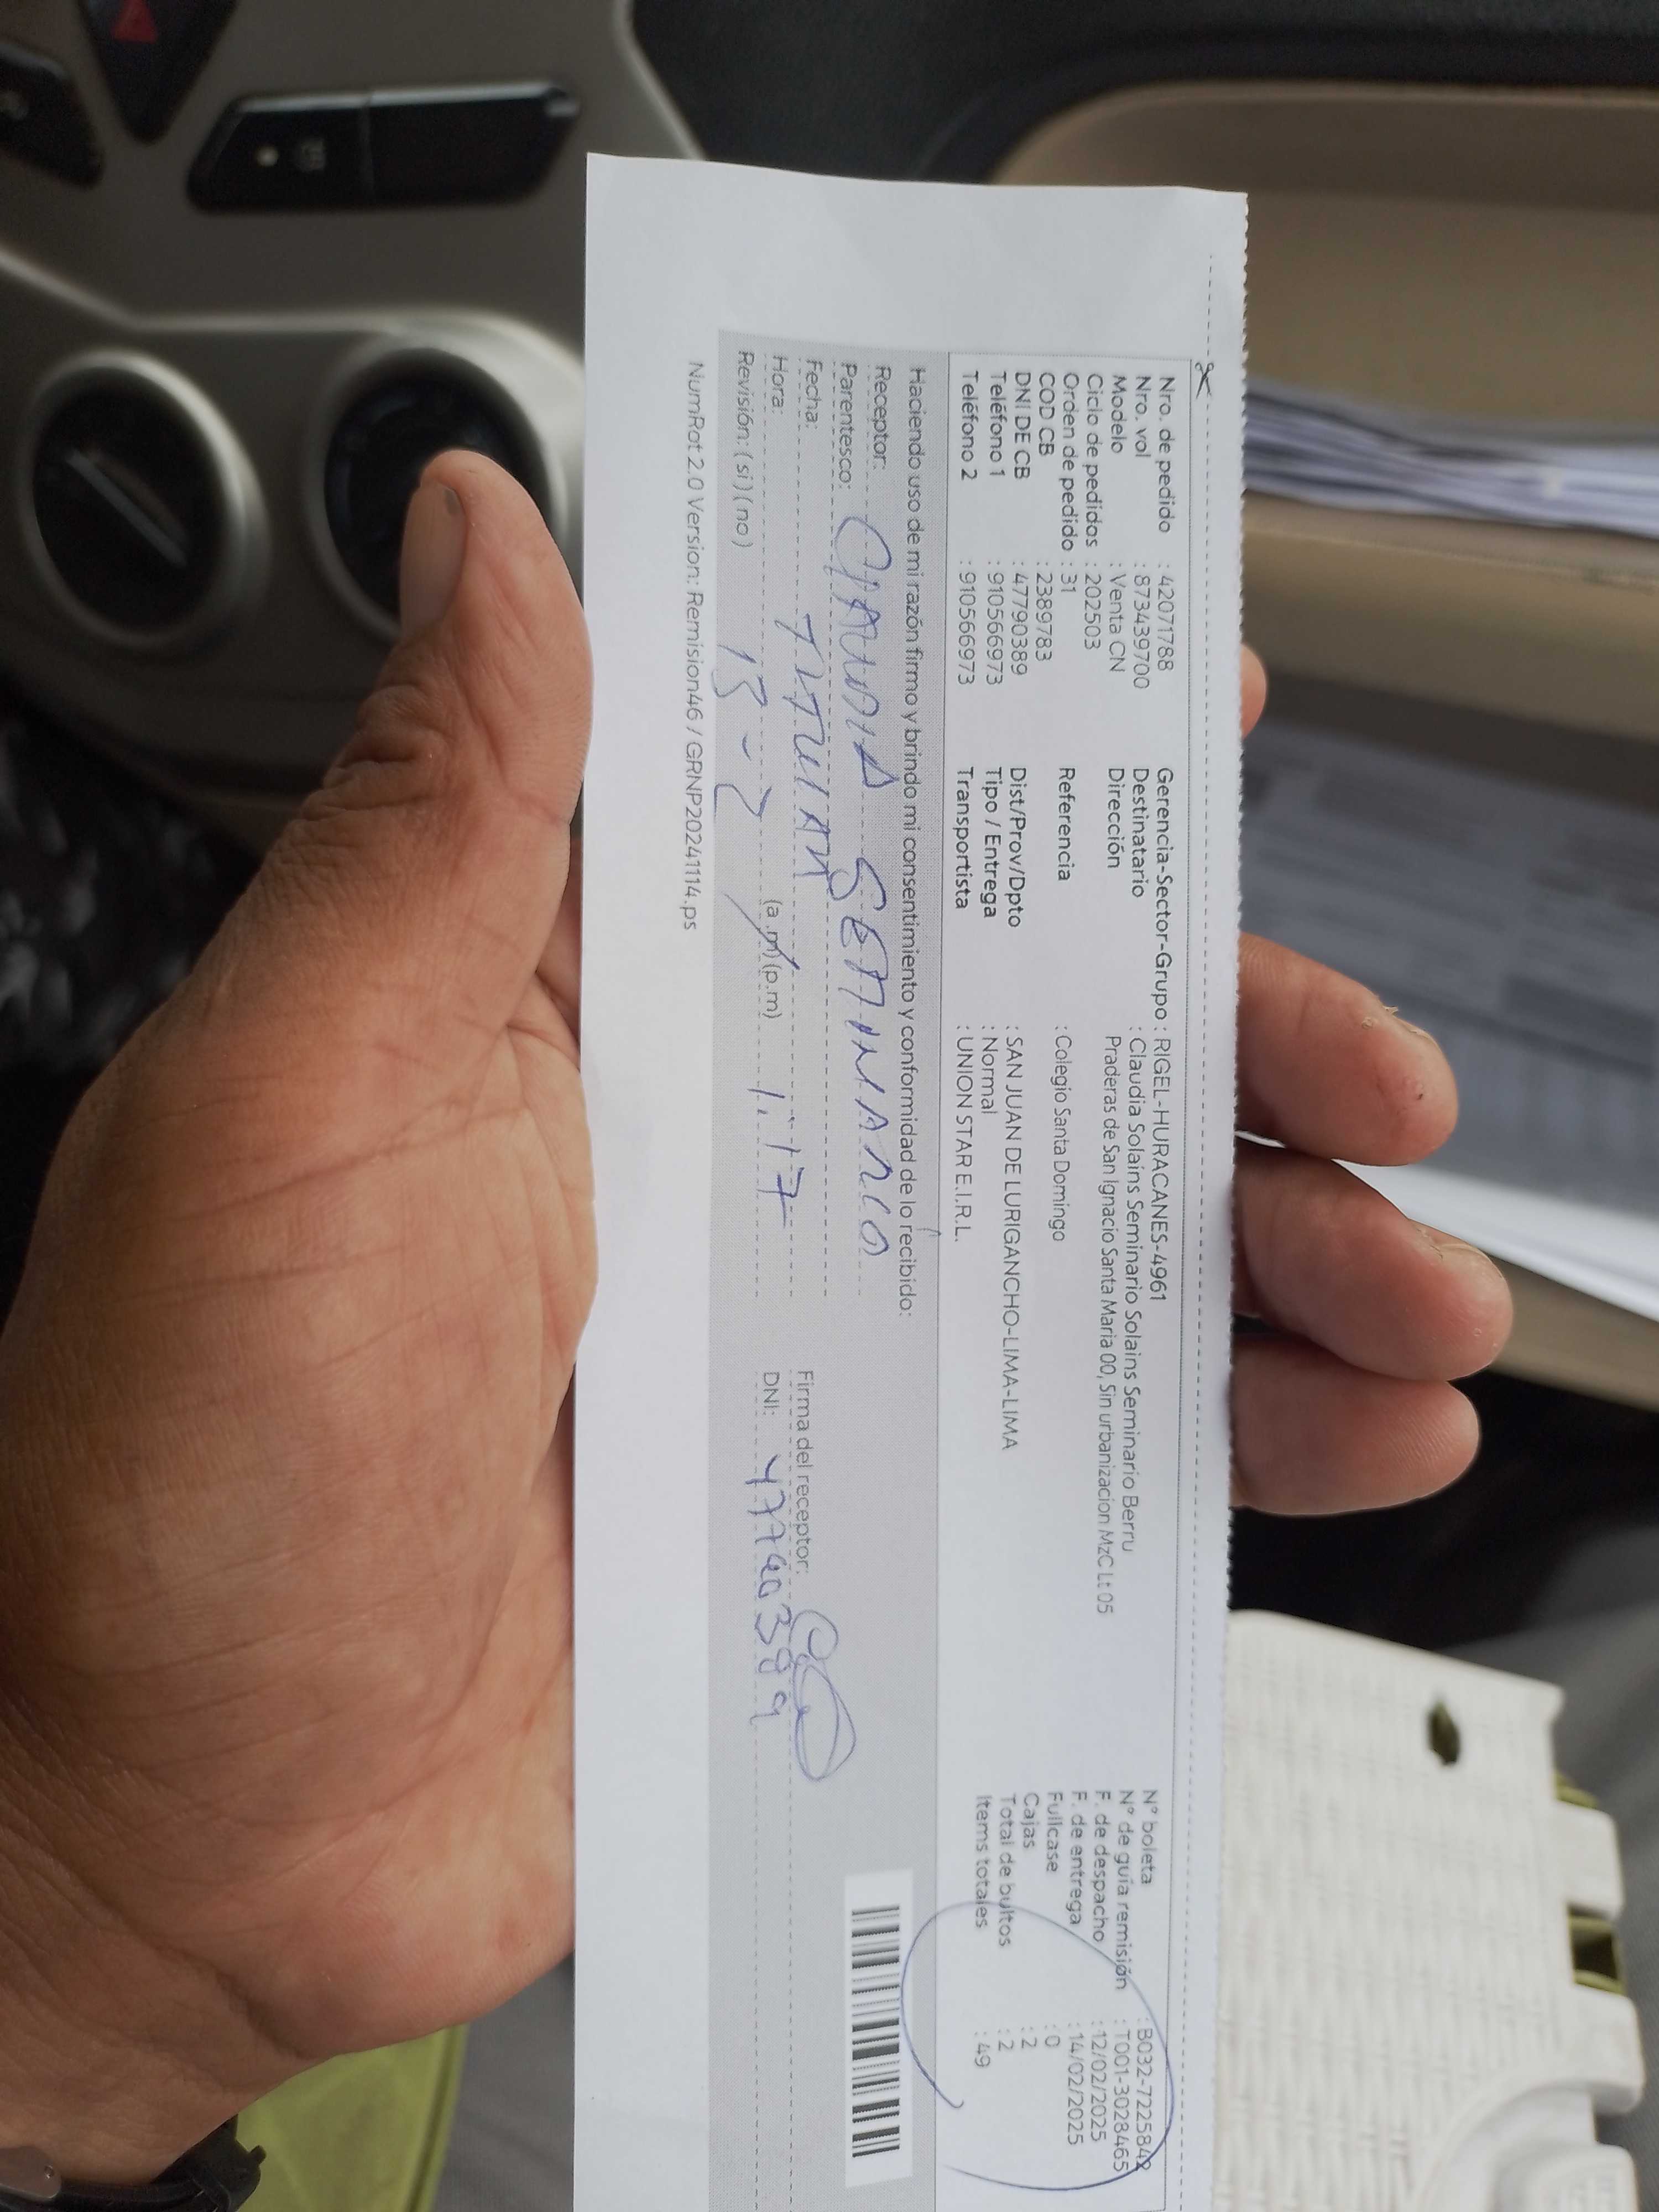 Nro. de pedido : 42071788
Nro. vol : 873439700
Modelo : Venta CN
Ciclo de pedidos : 202503
Orden de pedido : 31
COD CB : 2389783
DNI DE CB : 47790389
Teléfono 1 : 910566973
Teléfono 2 : 910566973
Gerencia-Sector-Grupo : RIGEL-HURACANES-4961
Destinatario : Claudia Solains Seminario Solains Seminario Berru
Dirección Praderas de San Ignacio Santa Maria 00, Sin urbanizacion MzC Lt 05
Referencia : Colegio Santa Domingo
Dist/Prov/Dpto : SAN JUAN DE LURIGANCHO-LIMA-LIMA
Tipo / Entrega : Normal
Transportista : UNION STAR E.I.R.L.
N° boleta : B032-7225842
N° de guía remisión : T001-3028465
F. de despacho : 12/02/2025
F. de entrega : 14/02/2025
Fullcase : 0
Cajas : 2
Total de bultos : 2
Items totales : 49
Haciendo uso de mi razón firmo y brindo mi consentimiento y conformidad de lo recibido:
Receptor: CLAUDIA SEMINARIO
Parentesco: TITULAR
Fecha: 13-2
Hora: (a.m) (p.m) 1:17
Revisión: ( si ) ( no )
Firma del receptor:
DNI: 47790389
NumRot 2.0 Version: Remision46 / GRNP20241114.ps